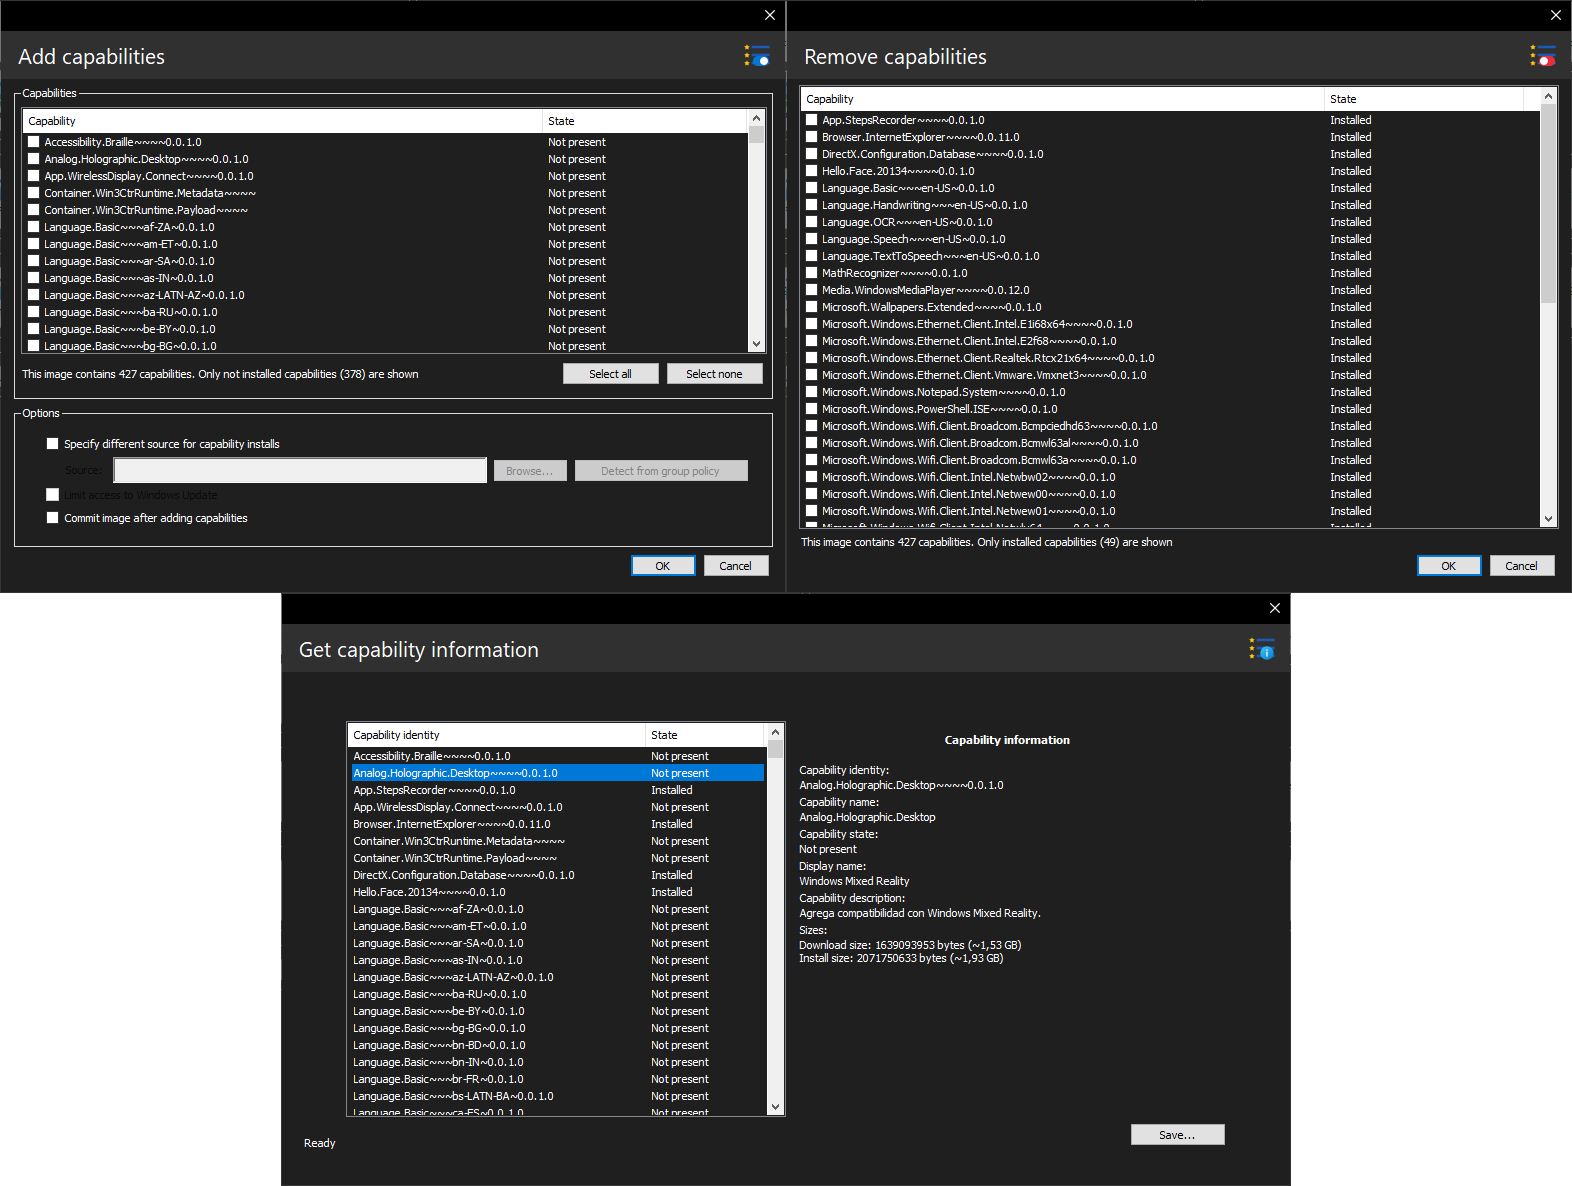 Add capabilities
Capabilities
Capability State
Accessibility.Braille~~~~0.0.1.0 Not present
Analog.Holographic.Desktop~~~~0.0.1.0 Not present
App.WirelessDisplay.Connect~~~~0.0.1.0 Not present
Container.Win3CtrRuntime.Metadata~~~~ Not present
Container.Win3CtrRuntime.Payload~~~~ Not present
Language.Basic~~~af-ZA~0.0.1.0 Not present
Language.Basic~~~am-ET~0.0.1.0 Not present
Language.Basic~~~ar-SA~0.0.1.0 Not present
Language.Basic~~~as-IN~0.0.1.0 Not present
Language.Basic~~~az-LATN-AZ~0.0.1.0 Not present
Language.Basic~~~ba-RU~0.0.1.0 Not present
Language.Basic~~~be-BY~0.0.1.0 Not present
Language.Basic~~~bg-BG~0.0.1.0 Not present
This image contains 427 capabilities. Only not installed capabilities (378) are shown
Select all Select none
Options
Specify different source for capability installs
Source: Browse... Detect from group policy
Limit access to Windows Update
Commit image after adding capabilities
OK Cancel
Remove capabilities
Capability State
App.StepsRecorder~~~~0.0.1.0 Installed
Browser.InternetExplorer~~~~0.0.11.0 Installed
DirectX.Configuration.Database~~~~0.0.1.0 Installed
Hello.Face.20134~~~~0.0.1.0 Installed
Language.Basic~~~en-US~0.0.1.0 Installed
Language.Handwriting~~~en-US~0.0.1.0 Installed
Language.OCR~~~en-US~0.0.1.0 Installed
Language.Speech~~~en-US~0.0.1.0 Installed
Language.TextToSpeech~~~en-US~0.0.1.0 Installed
MathRecognizer~~~~0.0.1.0 Installed
Media.WindowsMediaPlayer~~~~0.0.12.0 Installed
Microsoft.Wallpapers.Extended~~~~0.0.1.0 Installed
Microsoft.Windows.Ethernet.Client.Intel.E1i68x64~~~~0.0.1.0 Installed
Microsoft.Windows.Ethernet.Client.Intel.E2f68~~~~0.0.1.0 Installed
Microsoft.Windows.Ethernet.Client.Realtek.Rtcx21x64~~~~0.0.1.0 Installed
Microsoft.Windows.Ethernet.Client.Vmware.Vmxnet3~~~~0.0.1.0 Installed
Microsoft.Windows.Notepad.System~~~~0.0.1.0 Installed
Microsoft.Windows.PowerShell.ISE~~~~0.0.1.0 Installed
Microsoft.Windows.Wifi.Client.Broadcom.Bcmpciedhd63~~~~0.0.1.0 Installed
Microsoft.Windows.Wifi.Client.Broadcom.Bcmwl63al~~~~0.0.1.0 Installed
Microsoft.Windows.Wifi.Client.Broadcom.Bcmwl63a~~~~0.0.1.0 Installed
Microsoft.Windows.Wifi.Client.Intel.Netwbw02~~~~0.0.1.0 Installed
Microsoft.Windows.Wifi.Client.Intel.Netwew00~~~~0.0.1.0 Installed
Microsoft.Windows.Wifi.Client.Intel.Netwew01~~~~0.0.1.0 Installed
This image contains 427 capabilities. Only installed capabilities (49) are shown
OK Cancel
Get capability information
Capability identity State
Accessibility.Braille~~~~0.0.1.0 Not present
Analog.Holographic.Desktop~~~~0.0.1.0 Not present
App.StepsRecorder~~~~0.0.1.0 Installed
App.WirelessDisplay.Connect~~~~0.0.1.0 Not present
Browser.InternetExplorer~~~~0.0.11.0 Installed
Container.Win3CtrRuntime.Metadata~~~~ Not present
Container.Win3CtrRuntime.Payload~~~~ Not present
DirectX.Configuration.Database~~~~0.0.1.0 Installed
Hello.Face.20134~~~~0.0.1.0 Installed
Language.Basic~~~af-ZA~0.0.1.0 Not present
Language.Basic~~~am-ET~0.0.1.0 Not present
Language.Basic~~~ar-SA~0.0.1.0 Not present
Language.Basic~~~as-IN~0.0.1.0 Not present
Language.Basic~~~az-LATN-AZ~0.0.1.0 Not present
Language.Basic~~~ba-RU~0.0.1.0 Not present
Language.Basic~~~be-BY~0.0.1.0 Not present
Language.Basic~~~bg-BG~0.0.1.0 Not present
Language.Basic~~~bn-BD~0.0.1.0 Not present
Language.Basic~~~bn-IN~0.0.1.0 Not present
Language.Basic~~~br-FR~0.0.1.0 Not present
Language.Basic~~~bs-LATN-BA~0.0.1.0 Not present
Language.Basic~~~ca-ES~0.0.1.0 Not present
Capability information
Capability identity:
Analog.Holographic.Desktop~~~~0.0.1.0
Capability name:
Analog.Holographic.Desktop
Capability state:
Not present
Display name:
Windows Mixed Reality
Capability description:
Agrega compatibilidad con Windows Mixed Reality.
Sizes:
Download size: 1639093953 bytes (~1,53 GB)
Install size: 2071750633 bytes (~1,93 GB)
Ready
Save...